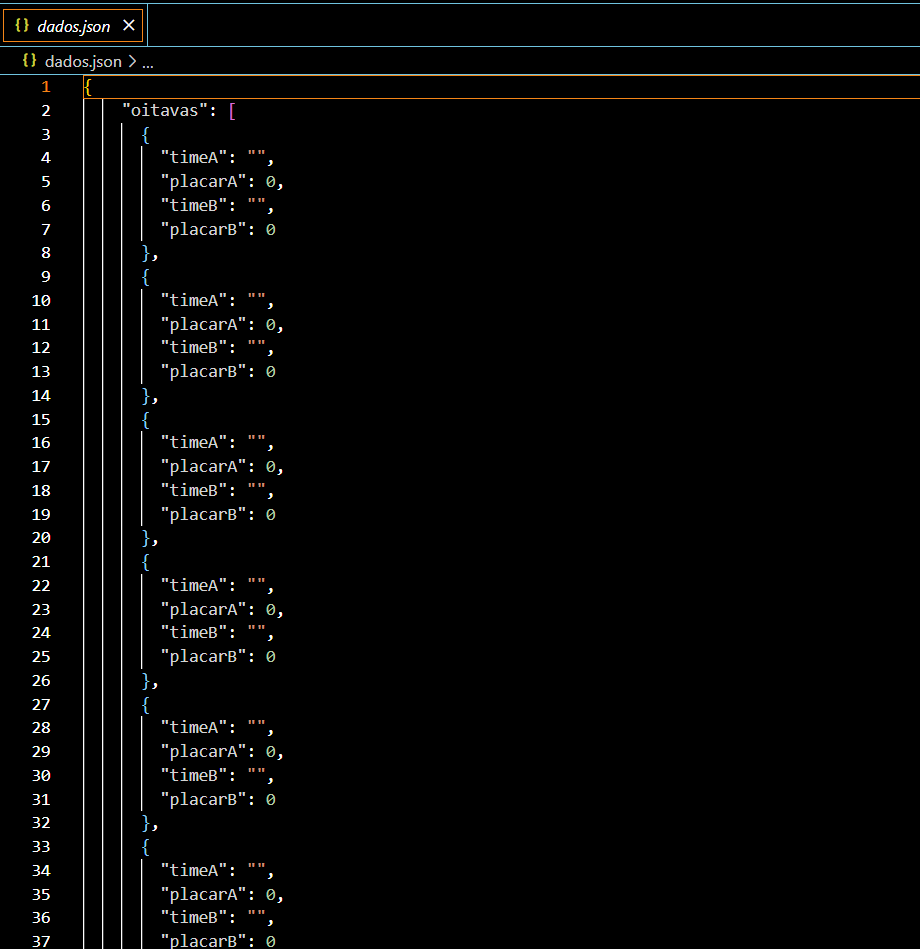 {} dados.json ×
{} dados.json > ...
1 {
2 "oitavas": [
3 {
4 "timeA": "",
5 "placarA": 0,
6 "timeB": "",
7 "placarB": 0
8 },
9 {
10 "timeA": "",
11 "placarA": 0,
12 "timeB": "",
13 "placarB": 0
14 },
15 {
16 "timeA": "",
17 "placarA": 0,
18 "timeB": "",
19 "placarB": 0
20 },
21 {
22 "timeA": "",
23 "placarA": 0,
24 "timeB": "",
25 "placarB": 0
26 },
27 {
28 "timeA": "",
29 "placarA": 0,
30 "timeB": "",
31 "placarB": 0
32 },
33 {
34 "timeA": "",
35 "placarA": 0,
36 "timeB": "",
37 "placarB": 0